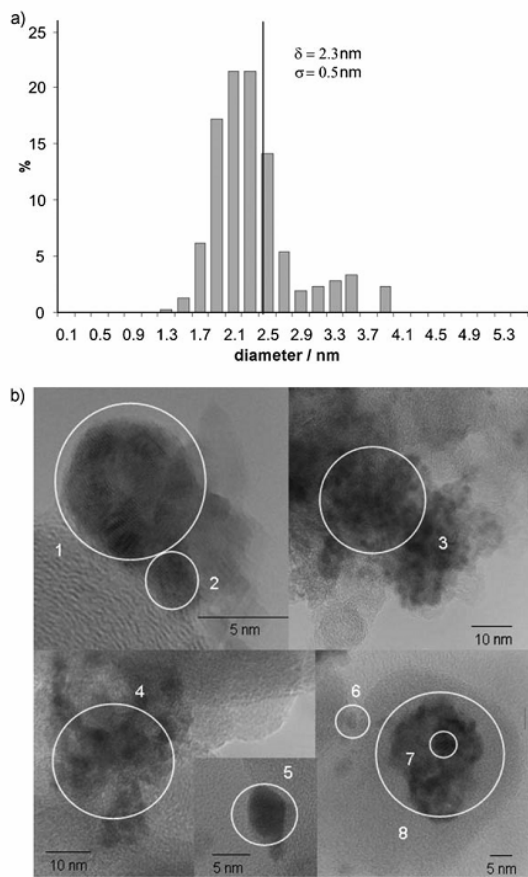 a)
25
20
15
10
5
0
%
δ = 2.3nm
σ = 0.5nm
0.1 0.5 0.9 1.3 1.7 2.1 2.5 2.9 3.3 3.7 4.1 4.5 4.9 5.3
diameter / nm
b)
1
2
5 nm
3
10 nm
4
10 nm
5
5 nm
6
7
8
5 nm